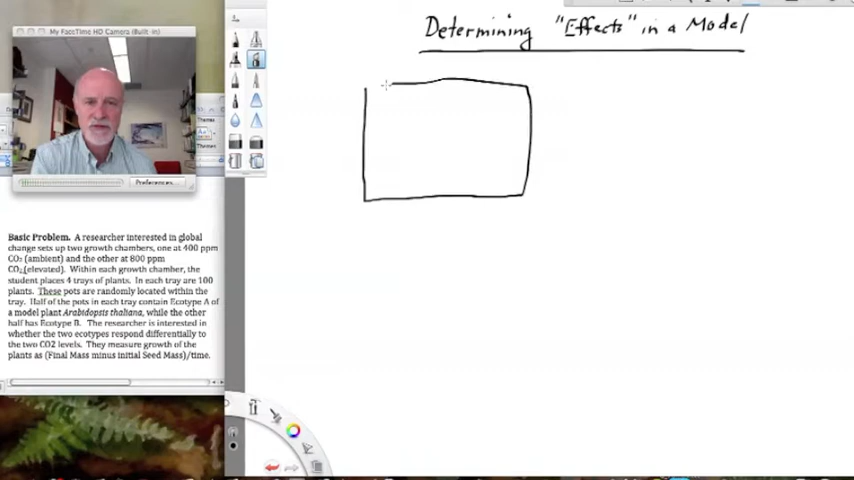 My FaceTime HD Camera (Built-in)
Determining "Effects" in a Model
Themes
Aa
Themes
Preferences...
Basic Problem. A researcher interested in global
change sets up two growth chambers, one at 400 ppm
CO₂ (ambient) and the other at 800 ppm
CO₂ (elevated). Within each growth chamber, the
student places 4 trays of plants. In each tray are 100
plants. These pots are randomly located within the
tray. Half of the pots in each tray contain Ecotype A of
a model plant Arabidopsis thaliana, while the other
half has Ecotype B. The researcher is interested in
whether the two ecotypes respond differentially to
the two CO2 levels. They measure growth of the
plants as (Final Mass minus initial Seed Mass)/time.